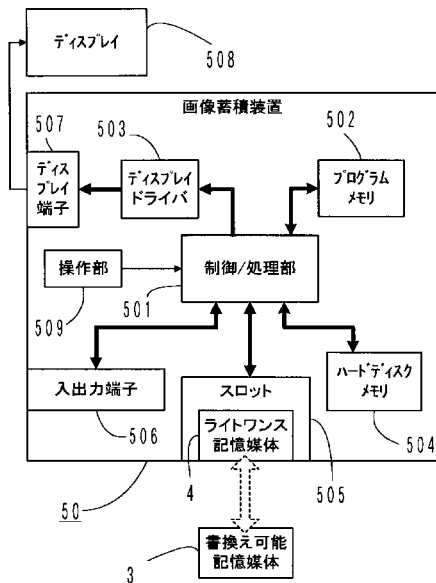 ディスプレイ
508
画像蓄積装置
507
503
502
ディス
プレイ
端子
ディスプレイ
ドライバ
プログラム
メモリ
操作部
509
制御/処理部
501
入出力端子
506
スロット
ライトワンス
記憶媒体
4
505
ハードディスク
メモリ
504
50
書換え可能
記憶媒体
3